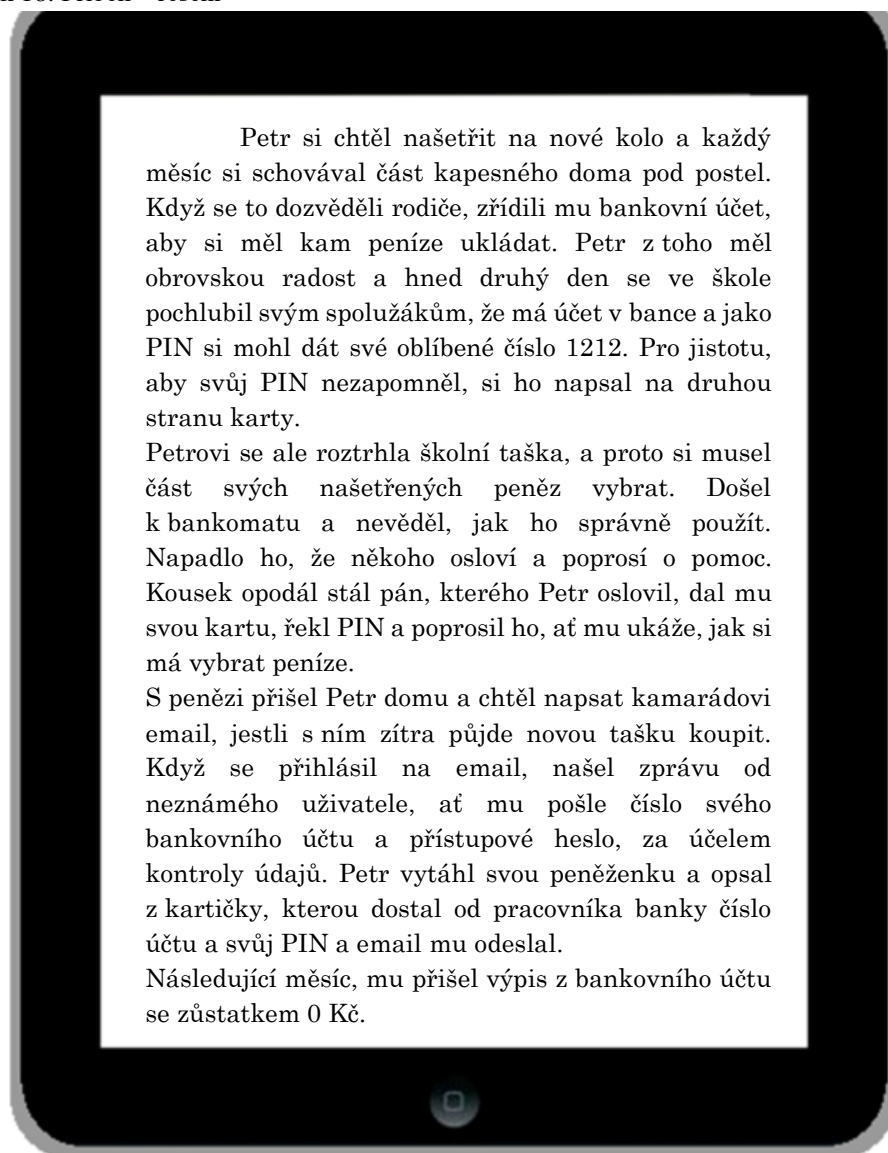 Petr si chtěl našetřit na nové kolo a každý
měsíc si schovával část kapesného doma pod postel.
Když se to dozvěděli rodiče, zřídili mu bankovní účet,
aby si měl kam peníze ukládat. Petr z toho měl
obrovskou radost a hned druhý den se ve škole
pochlubil svým spolužákům, že má účet v bance a jako
PIN si mohl dát své oblíbené číslo 1212. Pro jistotu,
aby svůj PIN nezapomněl, si ho napsal na druhou
stranu karty.
Petrovi se ale roztrhla školní taška, a proto si musel
část svých našetřených peněz vybrat. Došel
k bankomatu a nevěděl, jak ho správně použít.
Napadlo ho, že někoho osloví a poprosí o pomoc.
Kousek opodál stál pán, kterého Petr oslovil, dal mu
svou kartu, řekl PIN a poprosil ho, ať mu ukáže, jak si
má vybrat peníze.
S penězi přišel Petr domu a chtěl napsat kamarádovi
email, jestli s ním zítra půjde novou tašku koupit.
Když se přihlásil na email, našel zprávu od
neznámého uživatele, ať mu pošle číslo svého
bankovního účtu a přístupové heslo, za účelem
kontroly údajů. Petr vytáhl svou peněženku a opsal
z kartičky, kterou dostal od pracovníka banky číslo
účtu a svůj PIN a email mu odeslal.
Následující měsíc, mu přišel výpis z bankovního účtu
se zůstatkem 0 Kč.